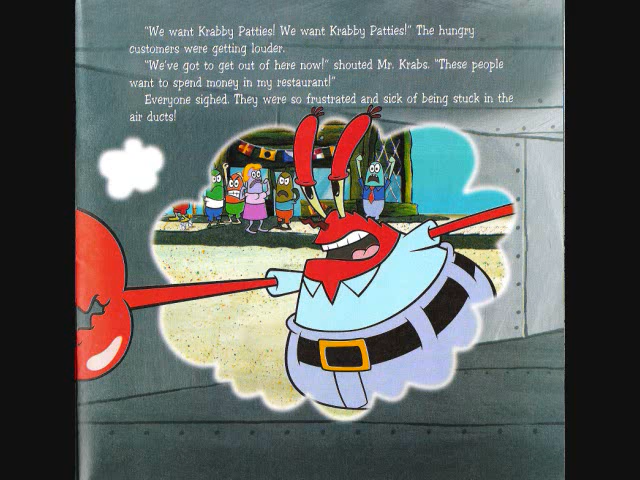 "We want Krabby Patties! We want Krabby Patties!" The hungry
customers were getting louder.
"We've got to get out of here now!" shouted Mr. Krabs. "These people
want to spend money in my restaurant!"
Everyone sighed. They were so frustrated and sick of being stuck in the
air ducts!